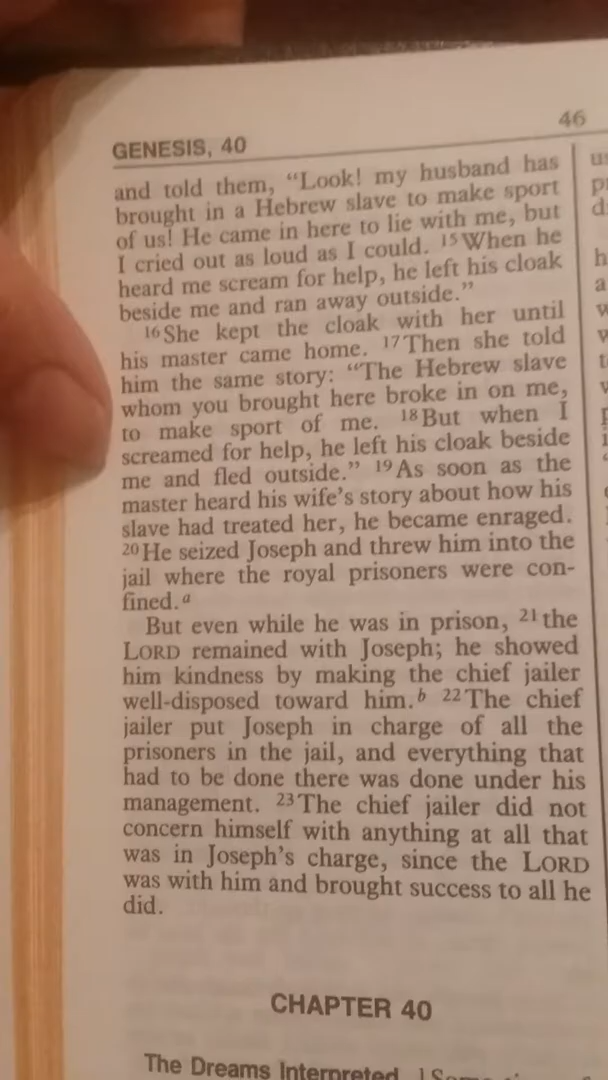 46
GENESIS, 40
and told them, “Look! my husband has
brought in a Hebrew slave to make sport
of us! He came in here to lie with me, but
I cried out as loud as I could. 15When he
heard me scream for help, he left his cloak
beside me and ran away outside.”
16She kept the cloak with her until
his master came home. 17Then she told
him the same story: “The Hebrew slave
whom you brought here broke in on me,
to make sport of me. 18But when I
screamed for help, he left his cloak beside
me and fled outside.” 19As soon as the
master heard his wife’s story about how his
slave had treated her, he became enraged.
20He seized Joseph and threw him into the
jail where the royal prisoners were con-
fined.a
But even while he was in prison, 21the
LORD remained with Joseph; he showed
him kindness by making the chief jailer
well-disposed toward him.b 22The chief
jailer put Joseph in charge of all the
prisoners in the jail, and everything that
had to be done there was done under his
management. 23The chief jailer did not
concern himself with anything at all that
was in Joseph’s charge, since the LORD
was with him and brought success to all he
did.
CHAPTER 40
The Dreams Interpreted